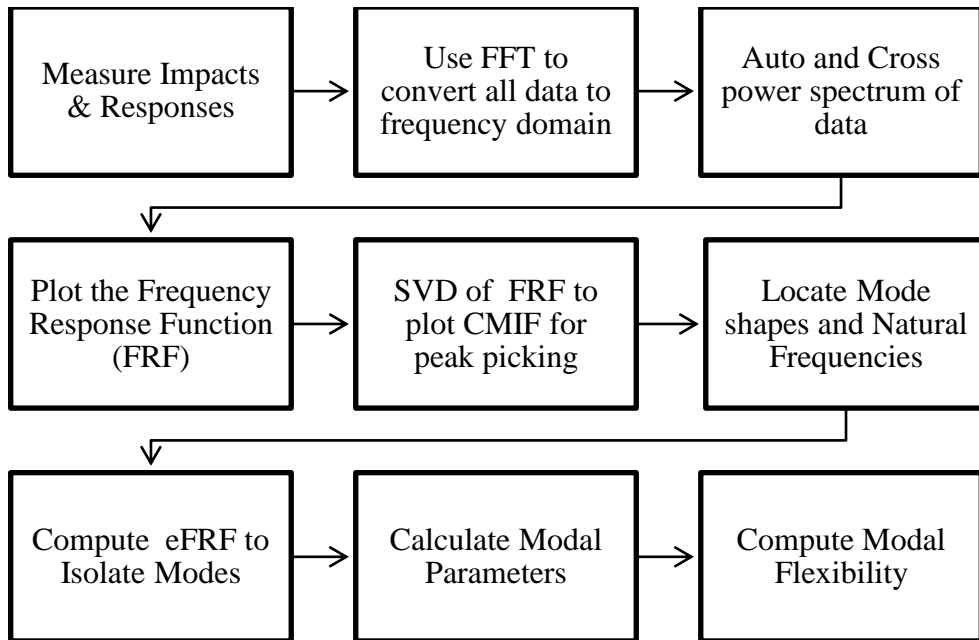 Measure Impacts
& Responses
Use FFT to
convert all data to
frequency domain
Auto and Cross
power spectrum of
data
Plot the Frequency
Response Function
(FRF)
SVD of FRF to
plot CMIF for
peak picking
Locate Mode
shapes and Natural
Frequencies
Compute eFRF to
Isolate Modes
Calculate Modal
Parameters
Compute Modal
Flexibility